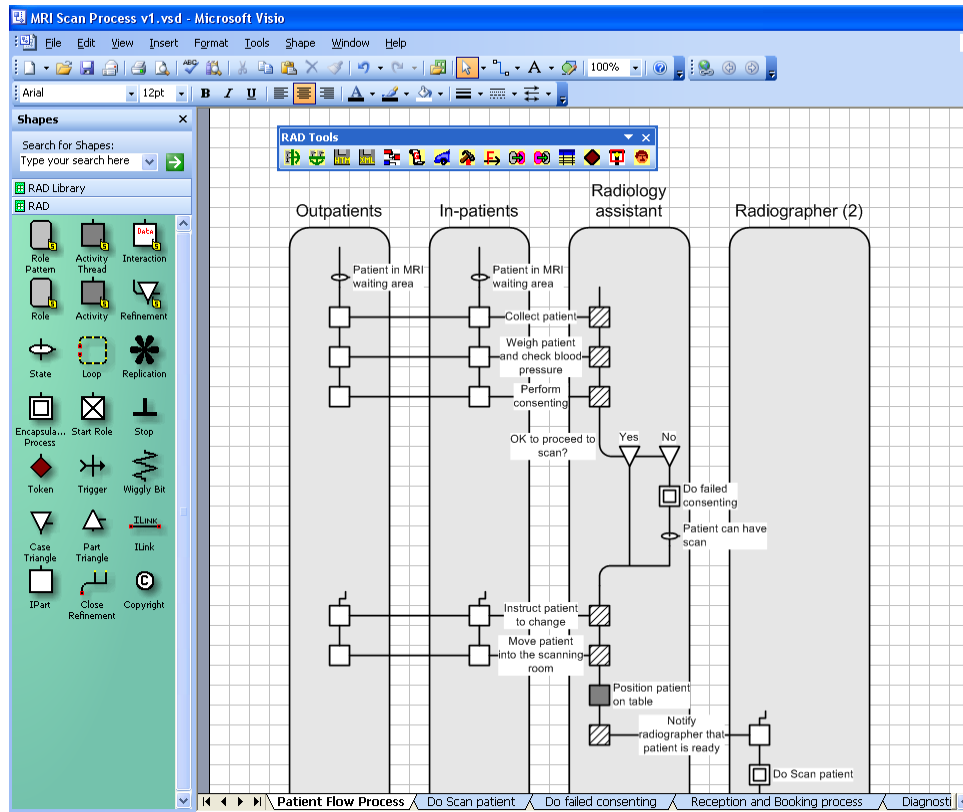 MRI Scan Process v1.vsd - Microsoft Visio
File Edit View Insert Format Tools Shape Window Help
ABC
100%
Arial 12pt B I U
A
Shapes
Search for Shapes:
Type your search here
RAD Library
RAD
Role Pattern
Activity Thread
Data
Interaction
Role
Activity
Refinement
State
Loop
Replication
Encapsula... Process
Start Role
Stop
Token
Trigger
Wiggly Bit
Case Triangle
Part Triangle
ILINK
ILink
IPart
Close Refinement
Copyright
RAD Tools
HTM
XML
Outpatients
In-patients
Radiology
assistant
Radiographer (2)
Patient in MRI
waiting area
Patient in MRI
waiting area
Collect patient
Weigh patient
and check blood
pressure
Perform
consenting
OK to proceed to
scan?
Yes
No
Do failed
consenting
Patient can have
scan
Instruct patient
to change
Move patient
into the scanning
room
Position patient
on table
Notify
radiographer that
patient is ready
Do Scan patient
Patient Flow Process Do Scan patient Do failed consenting Reception and Booking process Diagnosti